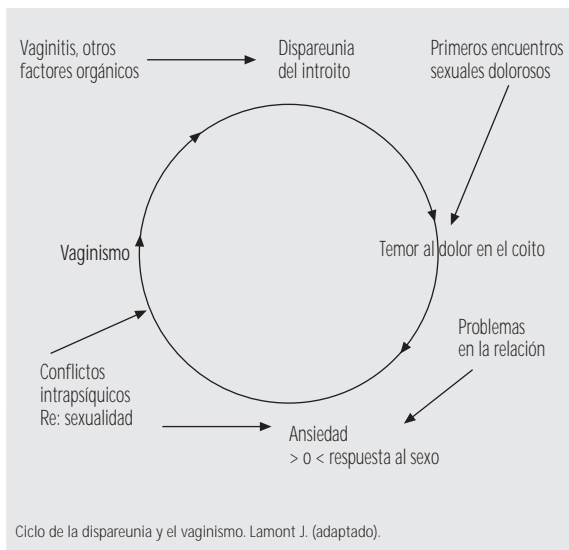 Vaginitis, otros
factores orgánicos
Dispareunia
del introito
Primeros encuentros
sexuales dolorosos
Vaginismo
Temor al dolor en el coito
Problemas
en la relación
Conflictos
intrapsíquicos
Re: sexualidad
Ansiedad
> o < respuesta al sexo
Ciclo de la dispareunia y el vaginismo. Lamont J. (adaptado).